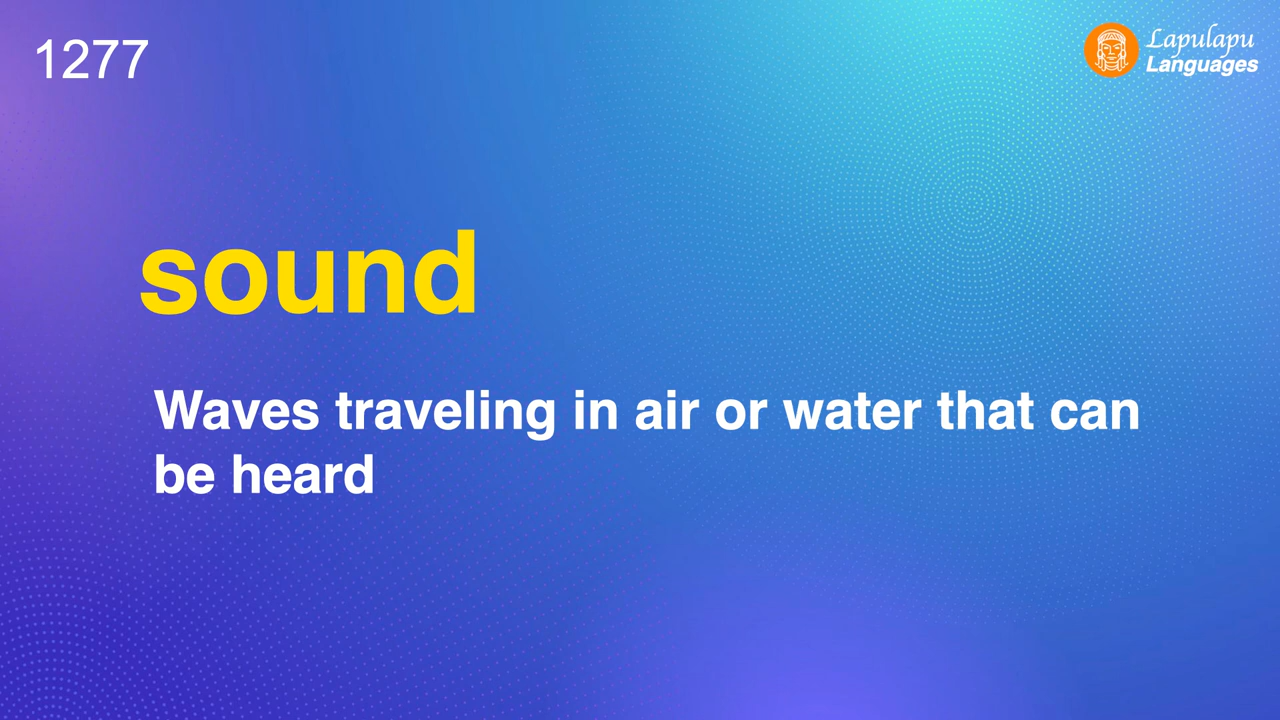 1277
Lapulapu
Languages
sound
Waves traveling in air or water that can
be heard